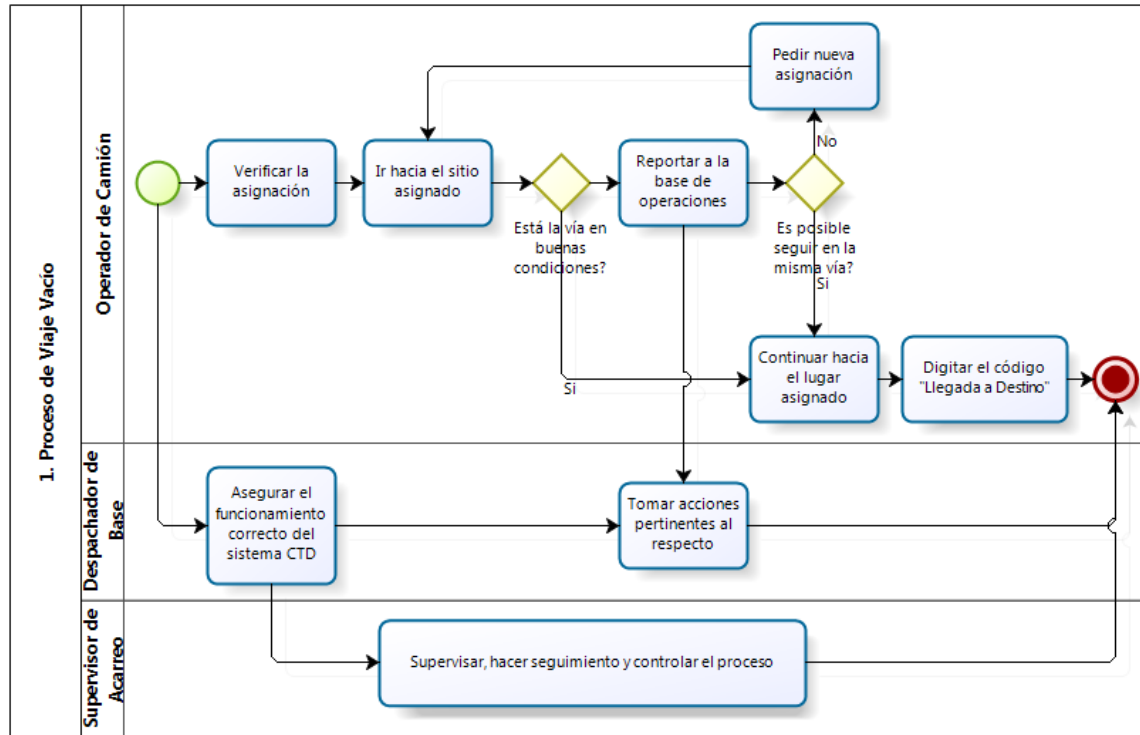 1. Proceso de Viaje Vacío
Operador de Camión
Pedir nueva
asignación
Verificar la
asignación
Ir hacia el sitio
asignado
Está la vía en
buenas
condiciones?
Reportar a la
base de
operaciones
No
Es posible
seguir en la
misma vía?
Si
Si
Continuar hacia
el lugar
asignado
Digitar el código
"Llegada a Destino"
Despachador de
Base
Asegurar el
funcionamiento
correcto del
sistema CTD
Tomar acciones
pertinentes al
respecto
Supervisor de
Acarreo
Supervisar, hacer seguimiento y controlar el proceso